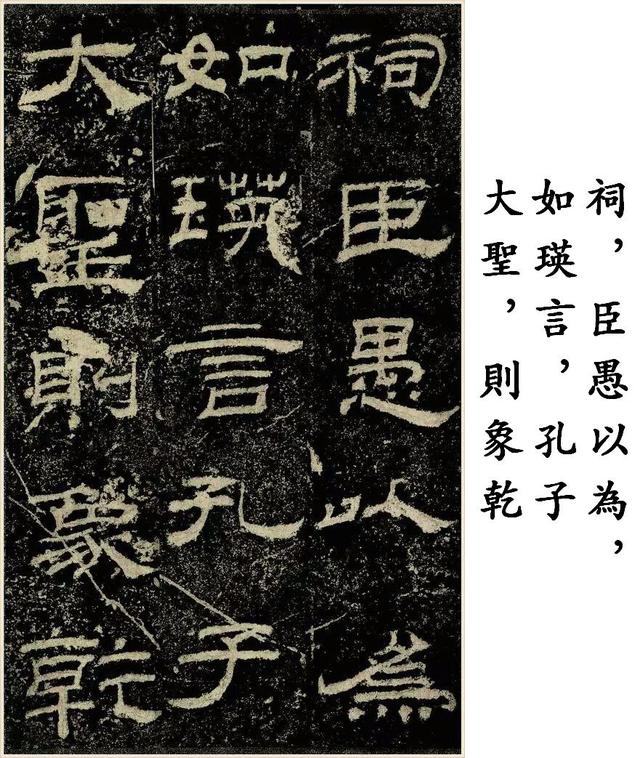 祠臣愚以為
如瑛言孔子
大聖則象乾
祠，臣愚以為，
如瑛言，孔子
大聖，則象乾